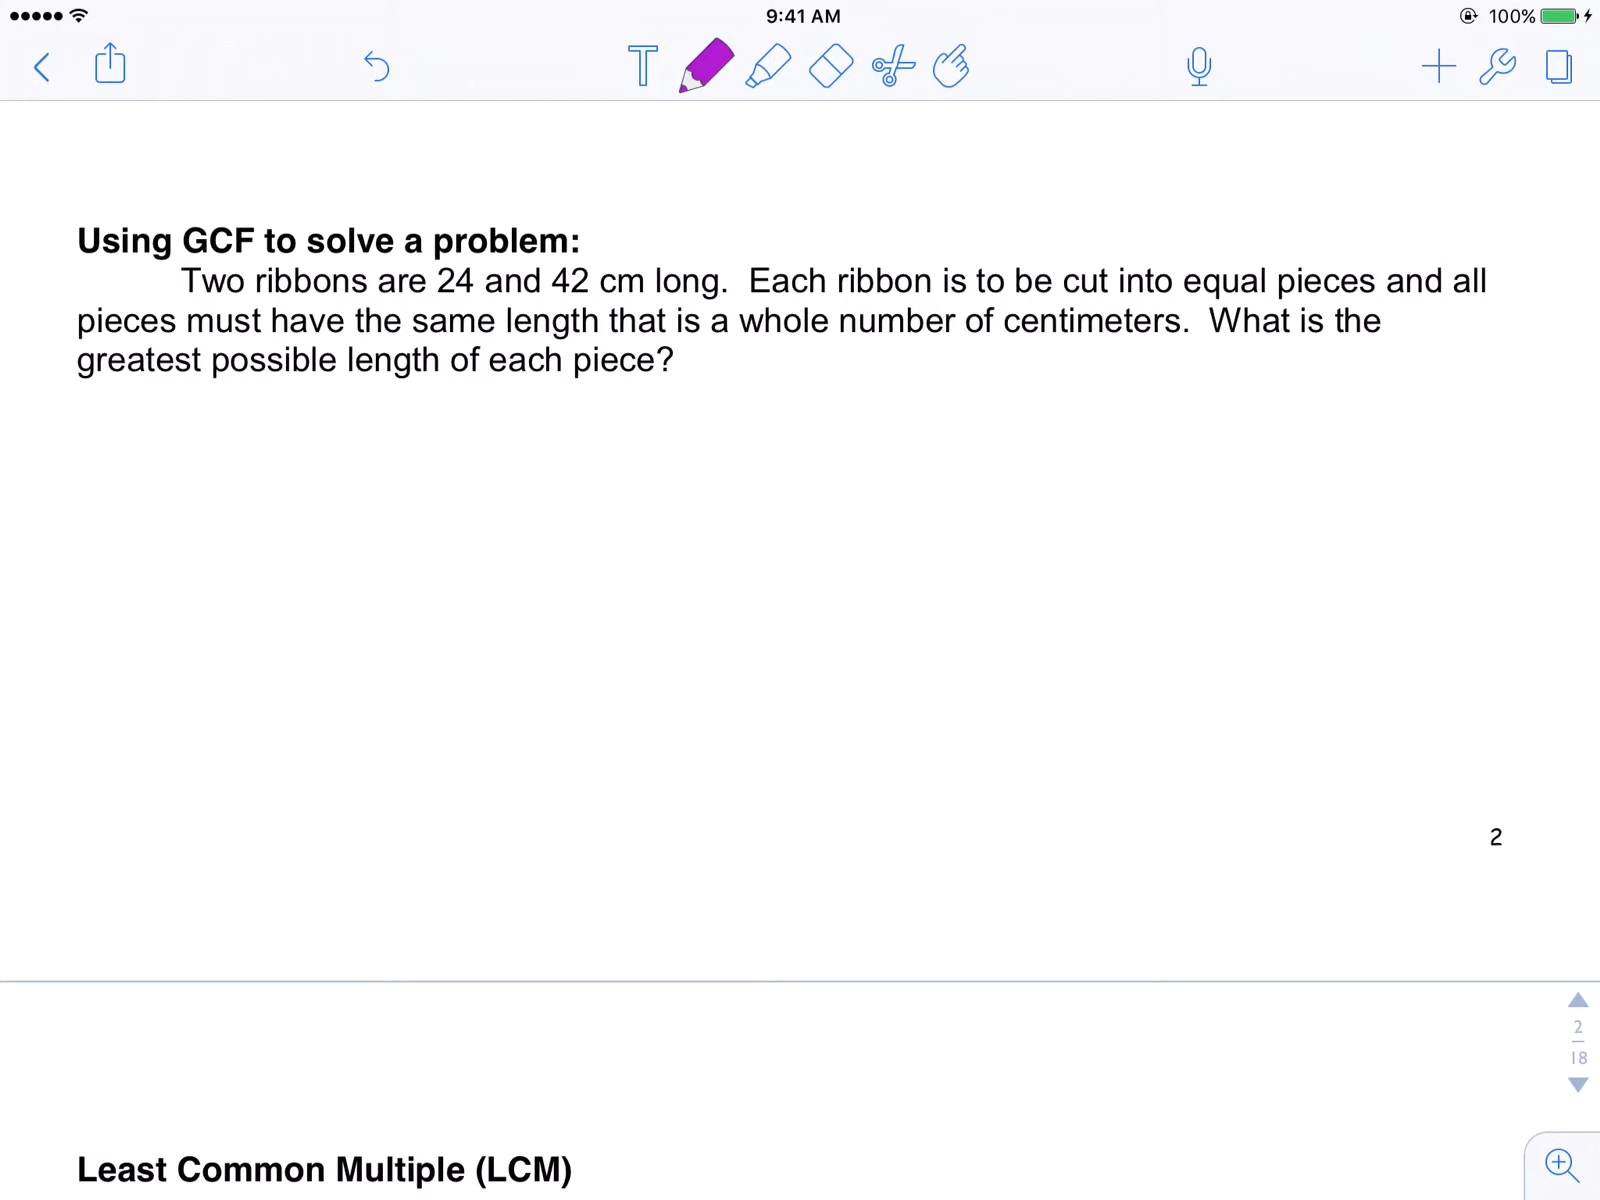 9:41 AM
100%
T
Using GCF to solve a problem:
Two ribbons are 24 and 42 cm long. Each ribbon is to be cut into equal pieces and all
pieces must have the same length that is a whole number of centimeters. What is the
greatest possible length of each piece?
2
2
18
Least Common Multiple (LCM)